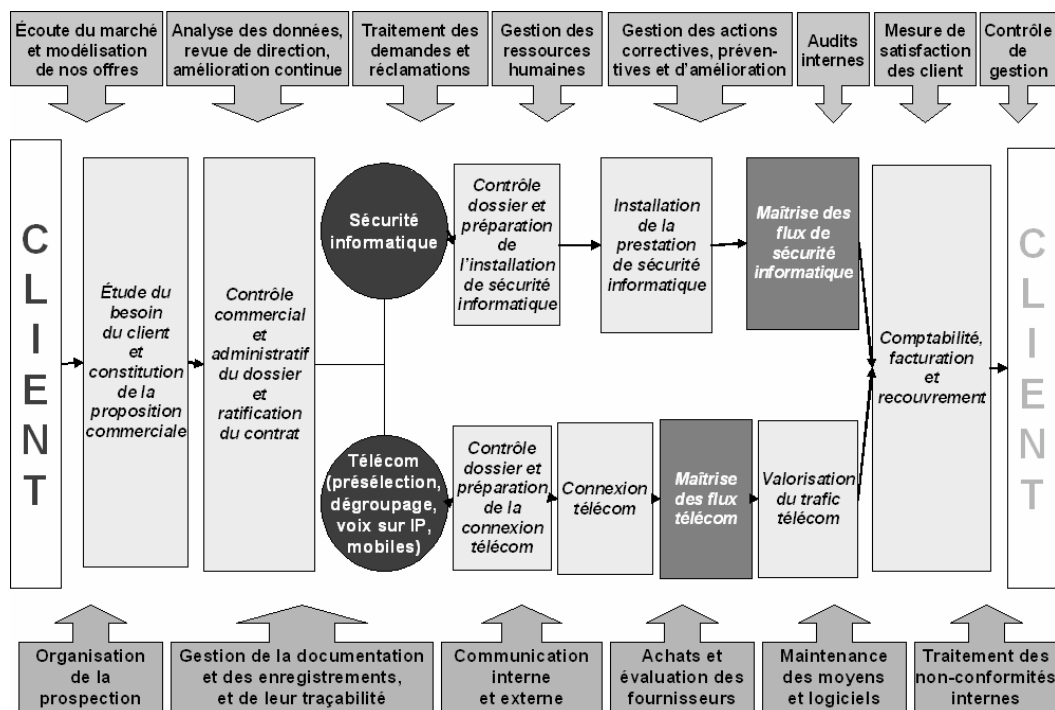 Écoute du marché
et modélisation
de nos offres
Analyse des données,
revue de direction,
amélioration continue
Traitement des
demandes et
réclamations
Gestion des
ressources
humaines
Gestion des actions
correctives, préven-
tives et d'amélioration
Audits
internes
Mesure de
satisfaction
des client
Contrôle
de
gestion
CLIENT
Étude du
besoin
du client
et
constitution
de la
proposition
commerciale
Contrôle
commercial
et
administratif
du dossier
et
ratification
du contrat
Sécurité
informatique
Contrôle
dossier et
préparation
de
l'installation
de sécurité
informatique
Installation
de la
prestation
de sécurité
informatique
Maîtrise des
flux de
sécurité
informatique
Télécom
(présélection,
dégroupage,
voix sur IP,
mobiles)
Contrôle
dossier et
préparation
de la
connexion
télécom
Connexion
télécom
Maîtrise
des flux
télécom
Valorisation
du trafic
télécom
Comptabilité,
facturation
et
recouvrement
CLIENT
Organisation
de la
prospection
Gestion de la documentation
et des enregistrements,
et de leur traçabilité
Communication
interne
et externe
Achats et
évaluation des
fournisseurs
Maintenance
des moyens
et logiciels
Traitement des
non-conformités
internes